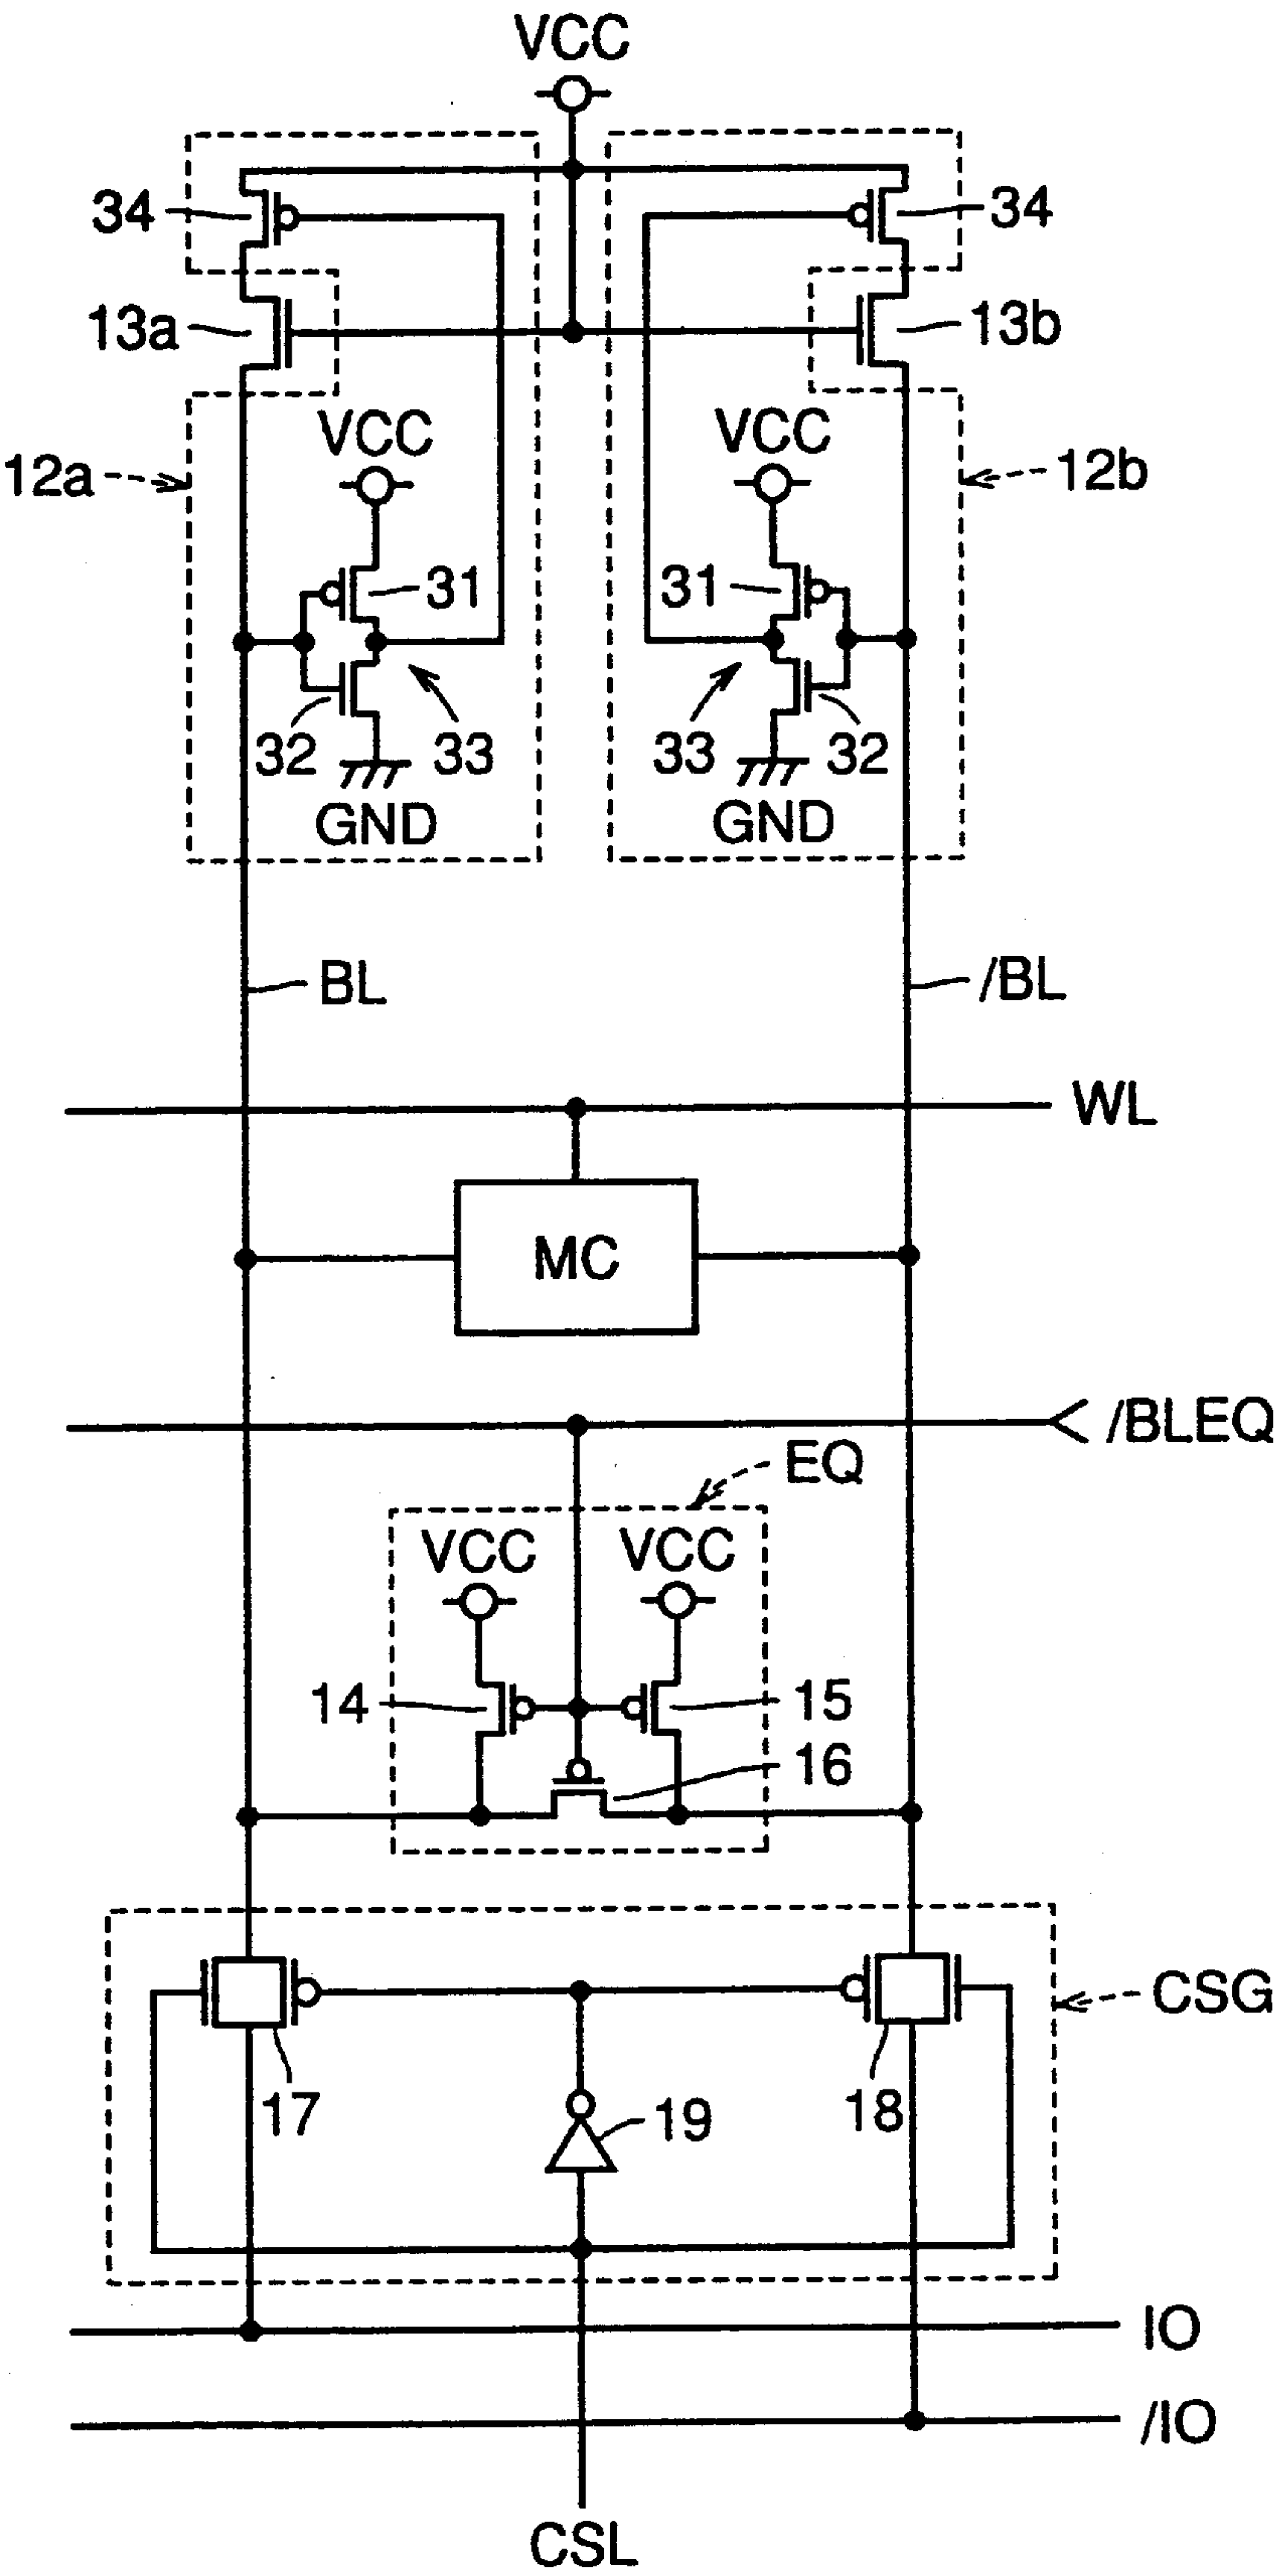 VCC
34
34
13a
13b
VCC
VCC
12a
12b
31
31
32
33
33
32
GND
GND
BL
/BL
WL
MC
/BLEQ
EQ
VCC
VCC
14
15
16
CSG
17
18
19
IO
/IO
CSL